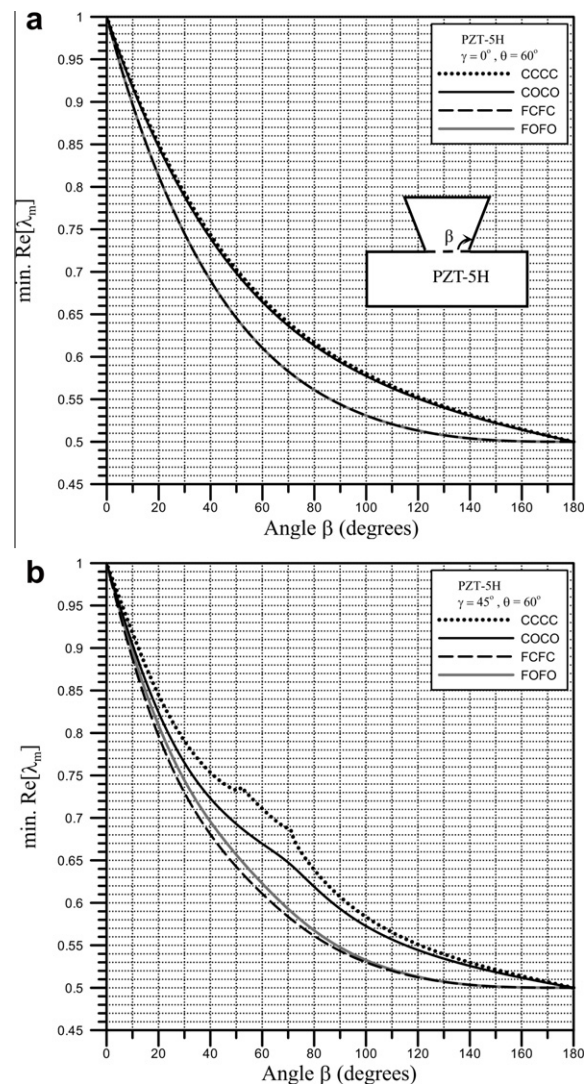 a
PZT-5H
γ = 0°, θ = 60°
CCCC
COCO
FCFC
FOFO
β
PZT-5H
min. Re[λm]
1
0.95
0.9
0.85
0.8
0.75
0.7
0.65
0.6
0.55
0.5
0.45
0 20 40 60 80 100 120 140 160 180
Angle β (degrees)
b
PZT-5H
γ = 45°, θ = 60°
CCCC
COCO
FCFC
FOFO
min. Re[λm]
1
0.95
0.9
0.85
0.8
0.75
0.7
0.65
0.6
0.55
0.5
0.45
0 20 40 60 80 100 120 140 160 180
Angle β (degrees)